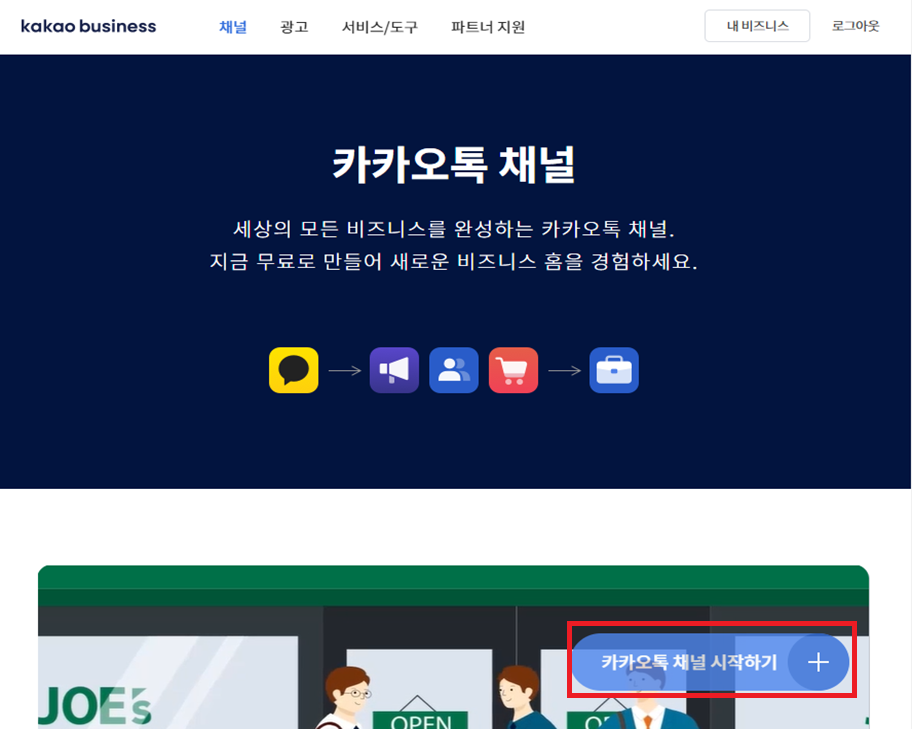 kakao business
채널
광고
서비스/도구
파트너 지원
내 비즈니스
로그아웃
카카오톡 채널
세상의 모든 비즈니스를 완성하는 카카오톡 채널.
지금 무료로 만들어 새로운 비즈니스 홈을 경험하세요.
카카오톡 채널 시작하기
JOE's
OPEN